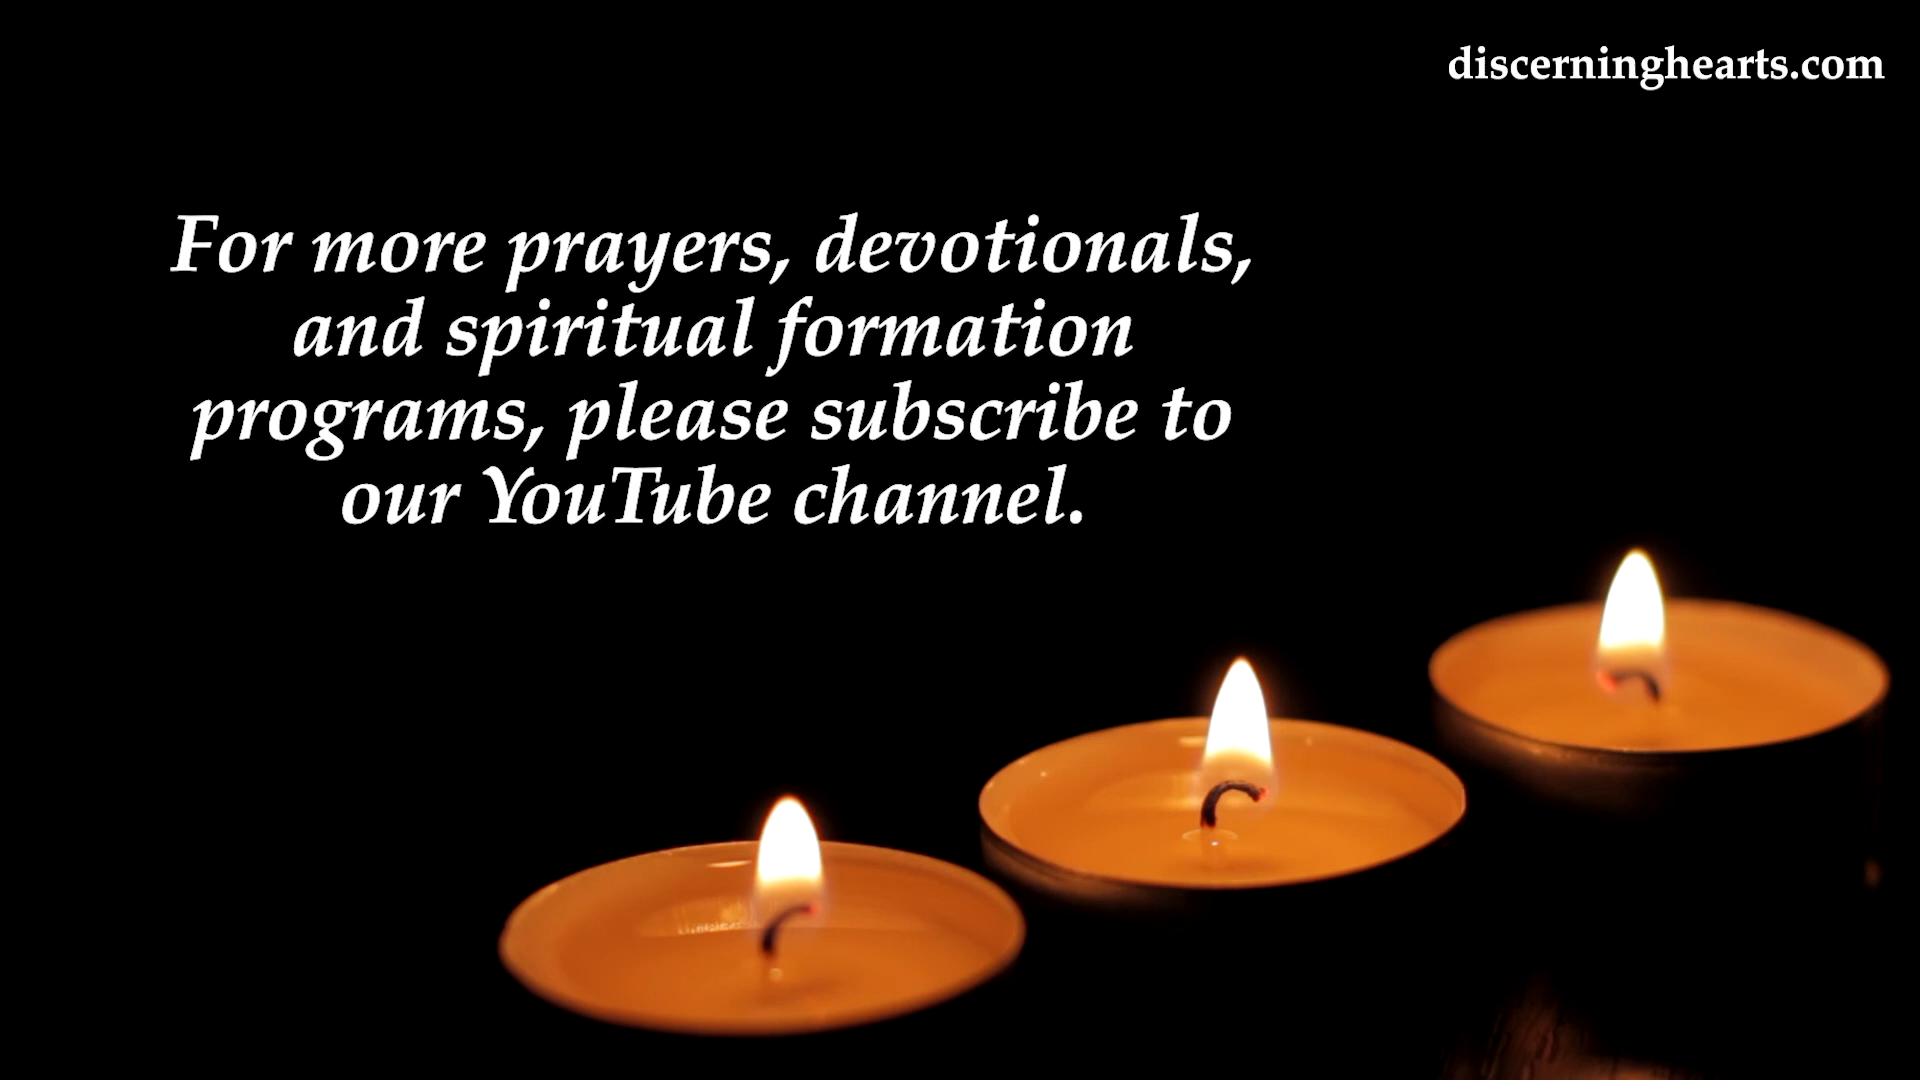 discerninghearts.com
For more prayers, devotionals,
and spiritual formation
programs, please subscribe to
our YouTube channel.